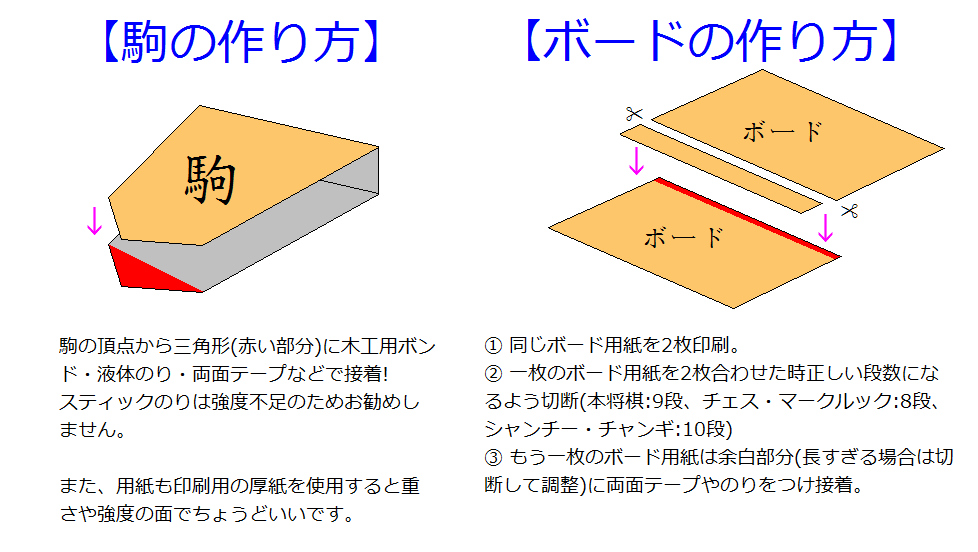 【駒の作り方】
駒
駒の頂点から三角形(赤い部分)に木工用ボン
ド・液体のり・両面テープなどで接着!
スティックのりは強度不足のためお勧めし
ません。
また、用紙も印刷用の厚紙を使用すると重
さや強度の面でちょうどいいです。
【ボードの作り方】
ボード
ボード
① 同じボード用紙を2枚印刷。
② 一枚のボード用紙を2枚合わせた時正しい段数にな
るよう切断(本将棋:9段、チェス・マークルック:8段、
シャンチー・チャンギ:10段)
③ もう一枚のボード用紙は余白部分(長すぎる場合は切
断して調整)に両面テープやのりをつけ接着。